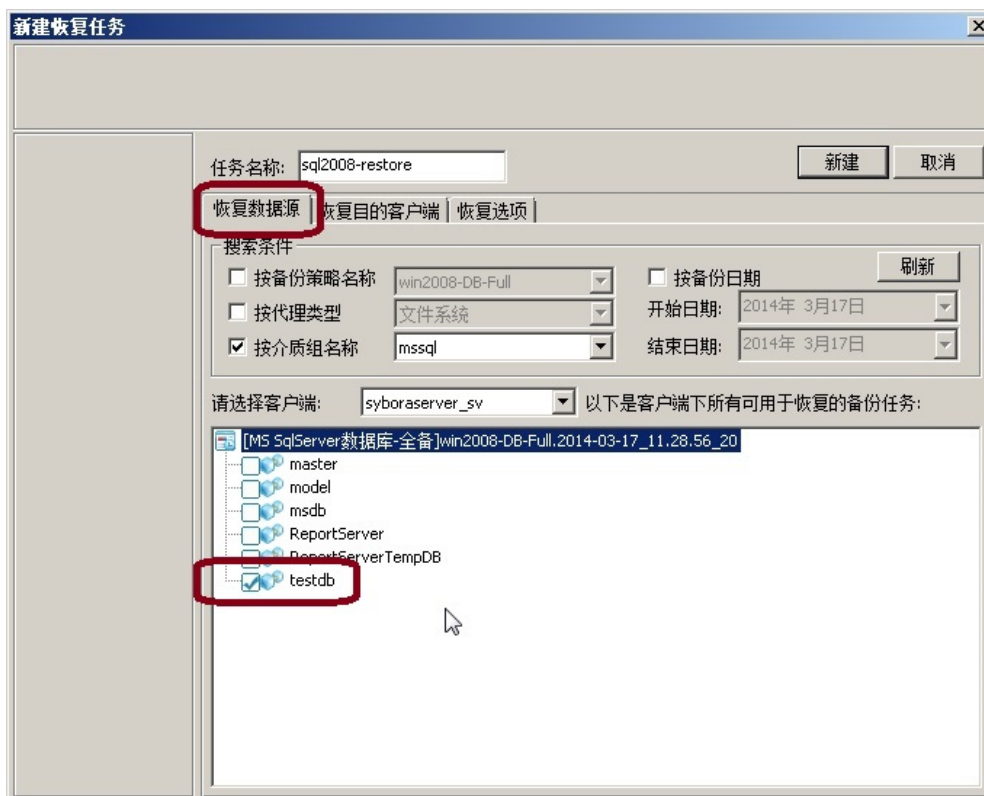 新建恢复任务
任务名称: sql2008-restore 新建 取消
恢复数据源 恢复目的客户端 恢复选项
搜索条件
按备份策略名称 win2008-DB-Full 按备份日期 刷新
按代理类型 文件系统 开始日期: 2014年 3月17日
按介质组名称 mssql 结束日期: 2014年 3月17日
请选择客户端: syboraserver_sv 以下是客户端下所有可用于恢复的备份任务:
[MS SqlServer数据库-全备]win2008-DB-Full.2014-03-17_11.28.56_20
master
model
msdb
ReportServer
ReportServerTempDB
testdb